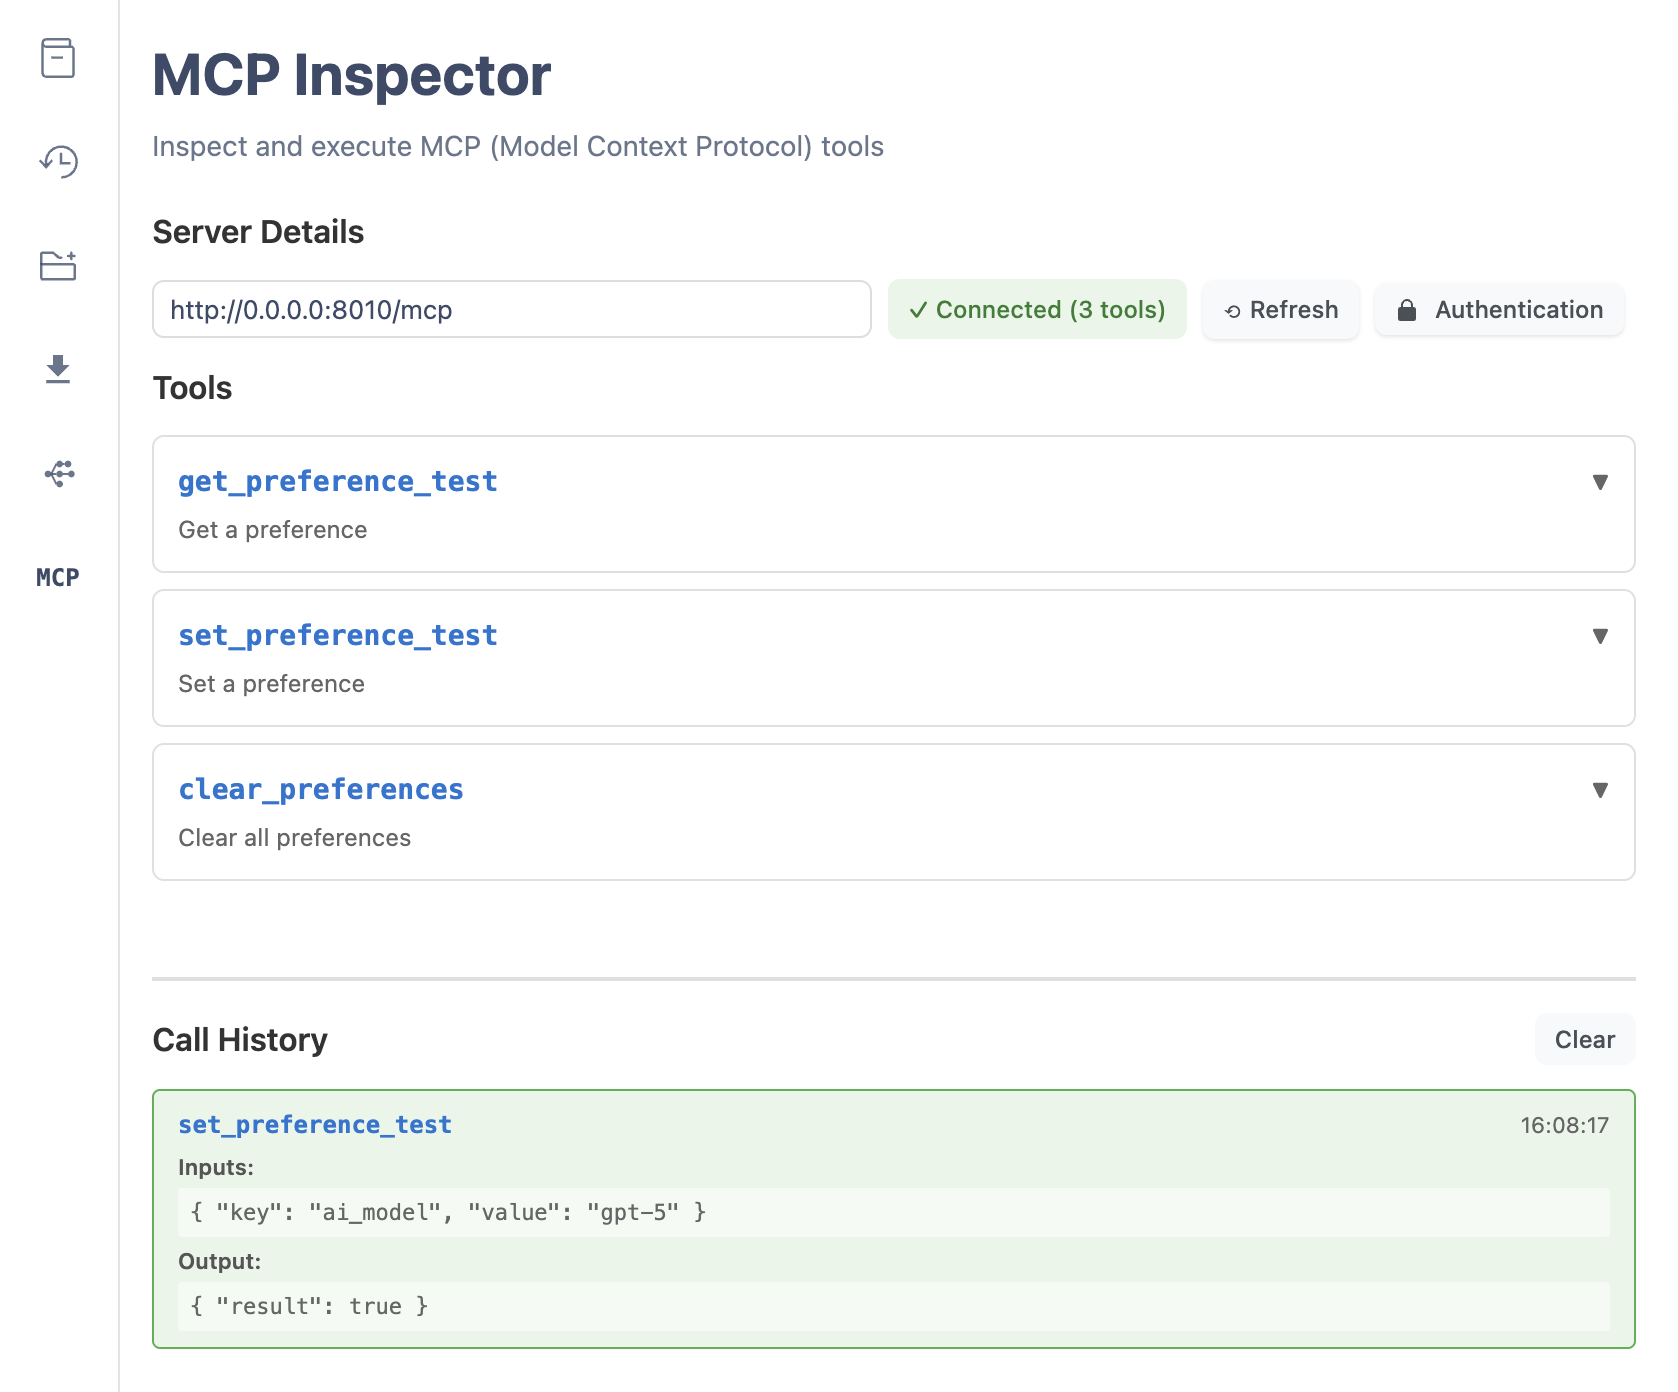 MCP Inspector
Inspect and execute MCP (Model Context Protocol) tools
Server Details
http://0.0.0.0:8010/mcp
✓ Connected (3 tools)
⟲ Refresh
Authentication
Tools
get_preference_test
▼
Get a preference
set_preference_test
▼
Set a preference
clear_preferences
▼
Clear all preferences
MCP
Call History
Clear
set_preference_test
16:08:17
Inputs:
{ "key": "ai_model", "value": "gpt-5" }
Output:
{ "result": true }